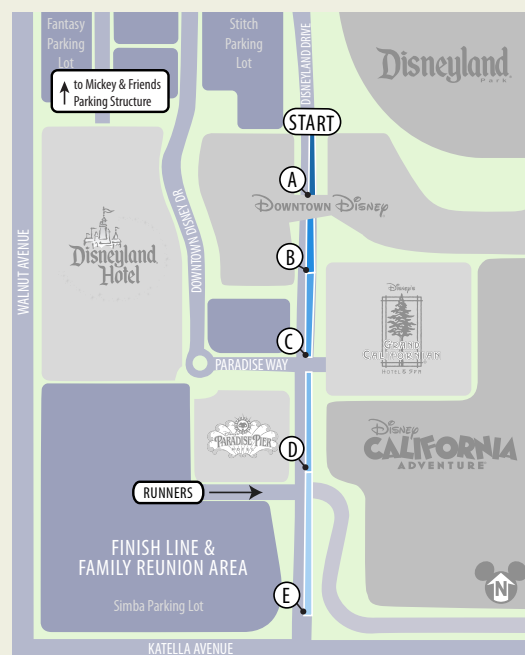 Fantasy
Parking
Lot
Stitch
Parking
Lot
DISNEYLAND DRIVE
Disneyland
Park
to Mickey & Friends
Parking Structure
START
A
DOWNTOWN DISNEY
WALNUT AVENUE
Disneyland
Hotel
DOWNTOWN DISNEY DR
B
Disney's
GRAND
CALIFORNIAN
HOTEL & SPA
C
PARADISE WAY
PARADISE PIER
HOTEL
Disney
CALIFORNIA
ADVENTURE
D
RUNNERS
FINISH LINE &
FAMILY REUNION AREA
Simba Parking Lot
E
N
KATELLA AVENUE